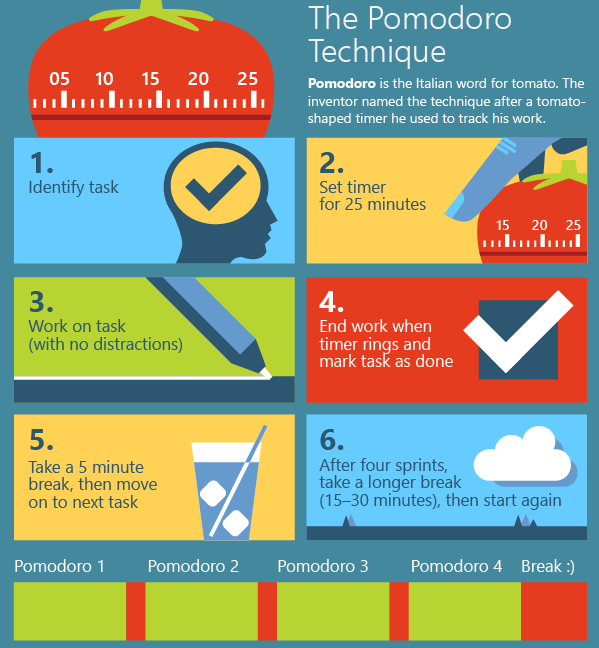 The Pomodoro
Technique
Pomodoro is the Italian word for tomato. The
inventor named the technique after a tomato-
shaped timer he used to track his work.
05 10 15 20 25
1.
Identify task
2.
Set timer
for 25 minutes
15 20 25
3.
Work on task
(with no distractions)
4.
End work when
timer rings and
mark task as done
5.
Take a 5 minute
break, then move
on to next task
6.
After four sprints,
take a longer break
(15–30 minutes), then start again
Pomodoro 1 Pomodoro 2 Pomodoro 3 Pomodoro 4 Break :)